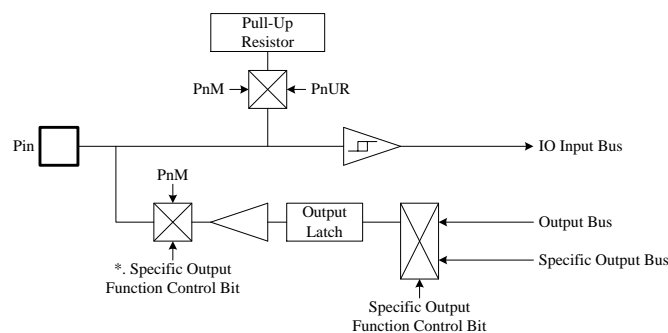 Pull-Up
Resistor
PnM
PnUR
Pin
IO Input Bus
PnM
Output
Latch
Output Bus
Specific Output Bus
*. Specific Output
Function Control Bit
Specific Output
Function Control Bit